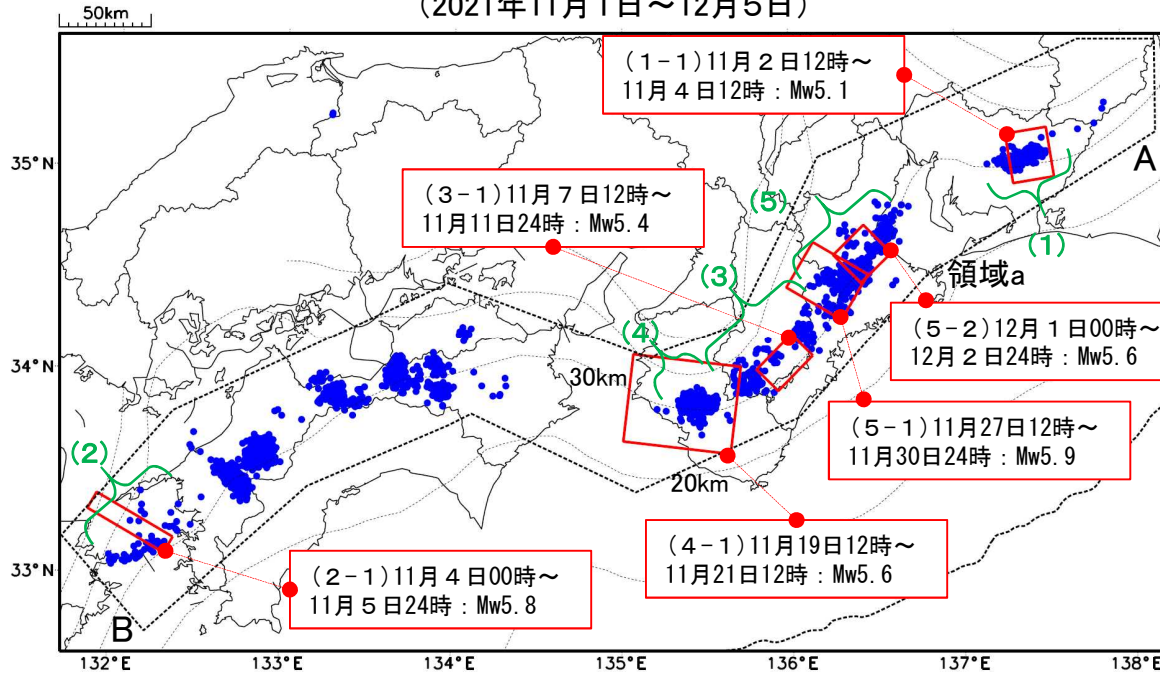 (2021年11月1日～12月5日)
50km
(1-1)11月2日12時～
11月4日12時：Mw5.1
35°N
A
(3-1)11月7日12時～
11月11日24時：Mw5.4
(5)
(1)
(3)
領域a
(4)
(5-2)12月1日00時～
12月2日24時：Mw5.6
34°N
30km
(5-1)11月27日12時～
11月30日24時：Mw5.9
(2)
20km
(4-1)11月19日12時～
11月21日12時：Mw5.6
33°N
(2-1)11月4日00時～
11月5日24時：Mw5.8
B
132°E
133°E
134°E
135°E
136°E
137°E
138°E